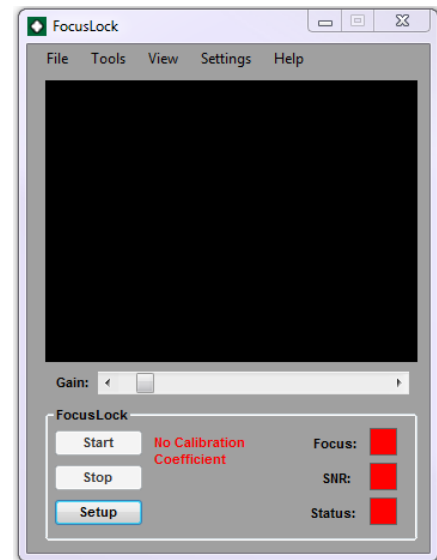 FocusLock
File Tools View Settings Help
Gain:
FocusLock
Start No Calibration Coefficient Focus:
Stop SNR:
Setup Status: